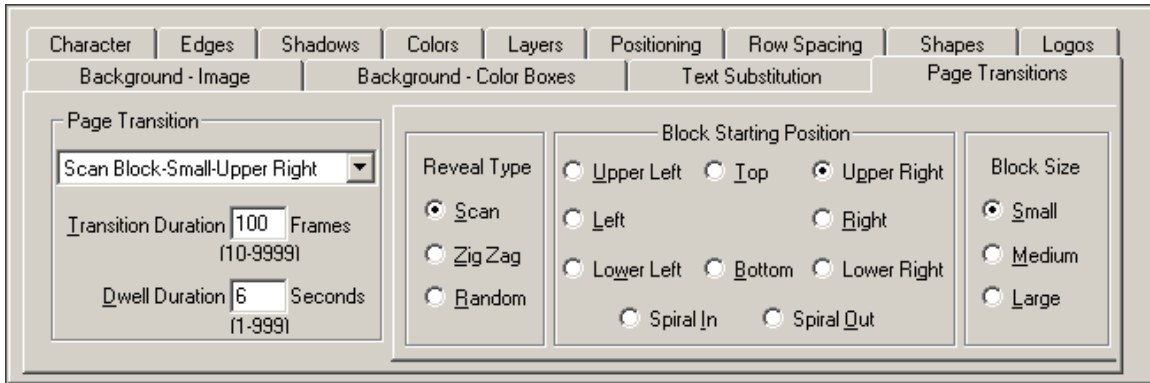 Character Edges Shadows Colors Layers Positioning Row Spacing Shapes Logos
Background - Image Background - Color Boxes Text Substitution Page Transitions
Page Transition
Scan Block-Small-Upper Right
Transition Duration 100 Frames
(10-9999)
Dwell Duration 6 Seconds
(1-999)
Reveal Type
Scan
Zig Zag
Random
Block Starting Position
Upper Left Top Upper Right
Left Right
Lower Left Bottom Lower Right
Spiral In Spiral Out
Block Size
Small
Medium
Large